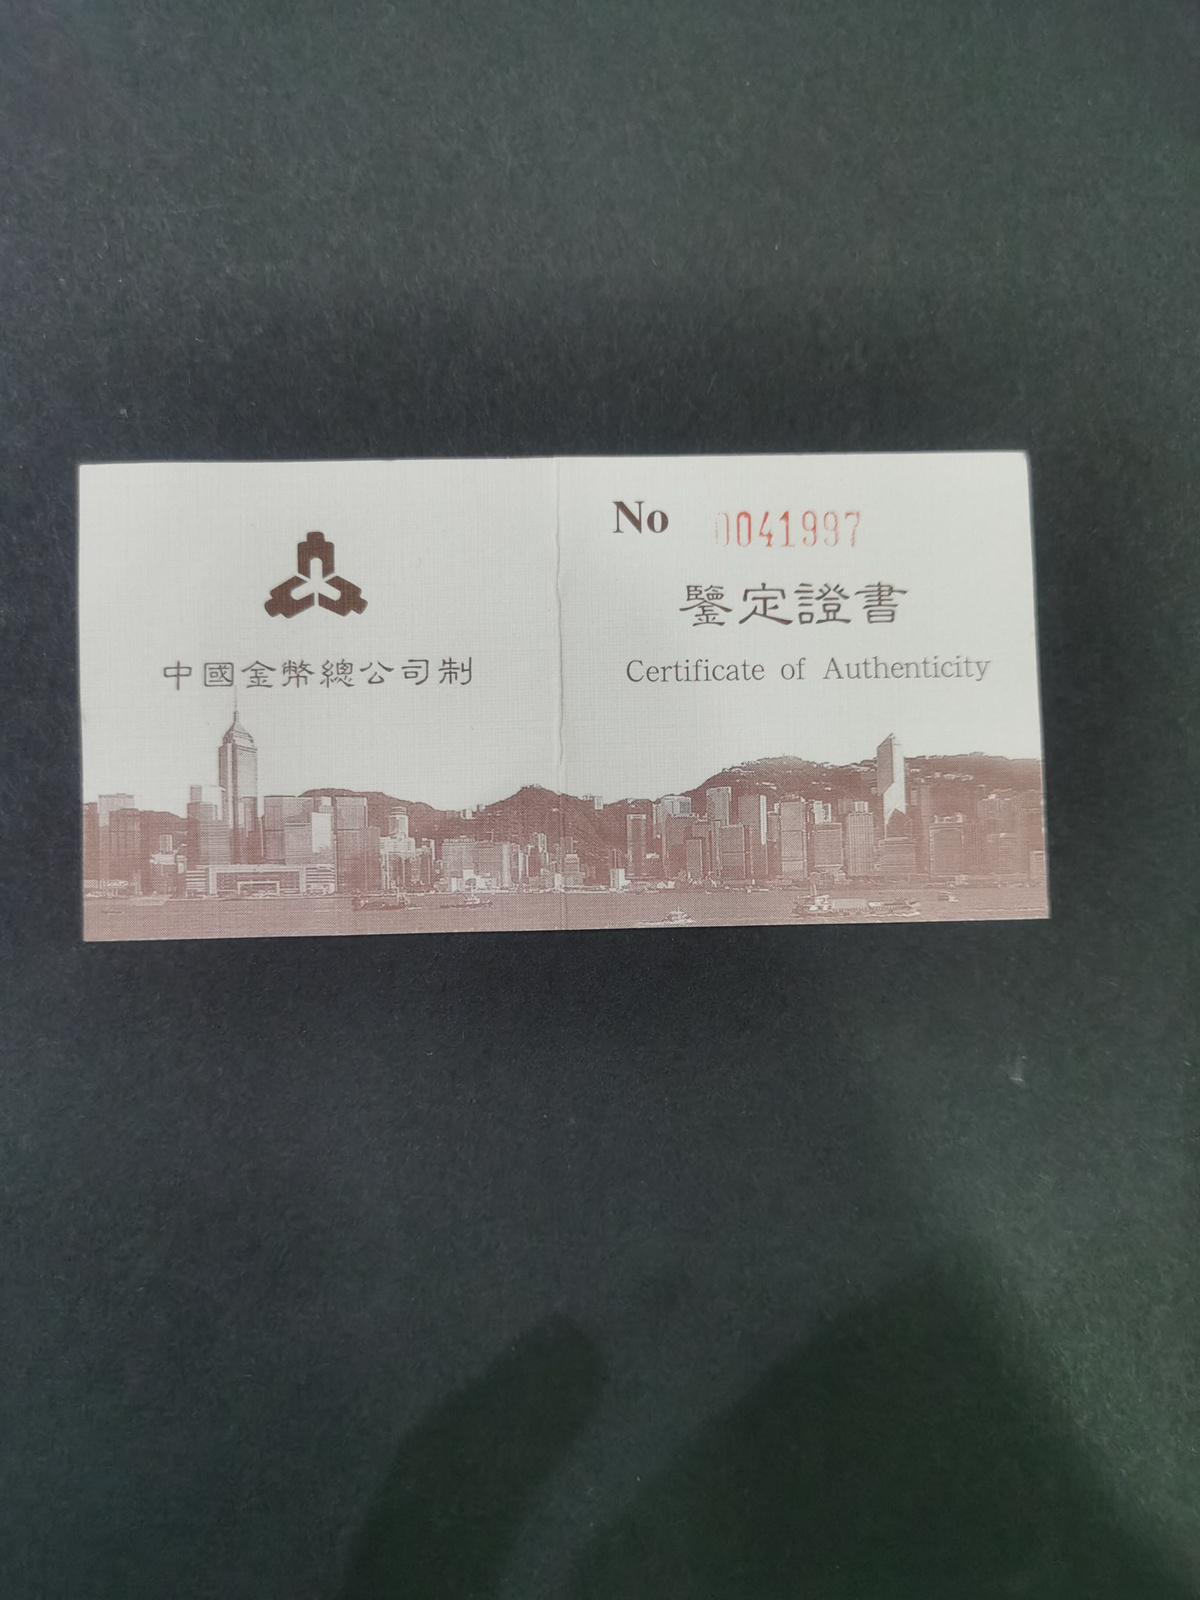 中國金幣總公司制
No 0041997
鑒定證書
Certificate of Authenticity